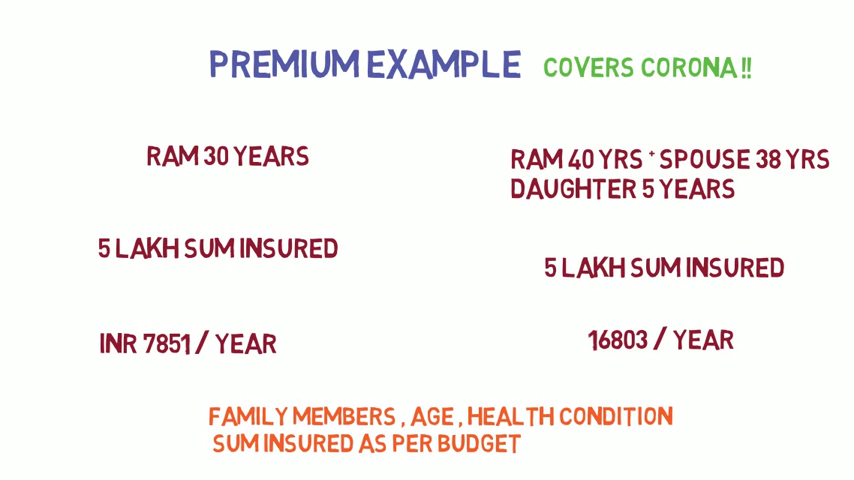 PREMIUM EXAMPLE COVERS CORONA !!
RAM 30 YEARS
5 LAKH SUM INSURED
INR 7851 / YEAR
RAM 40 YRS + SPOUSE 38 YRS
DAUGHTER 5 YEARS
5 LAKH SUM INSURED
16803 / YEAR
FAMILY MEMBERS , AGE , HEALTH CONDITION
SUM INSURED AS PER BUDGET